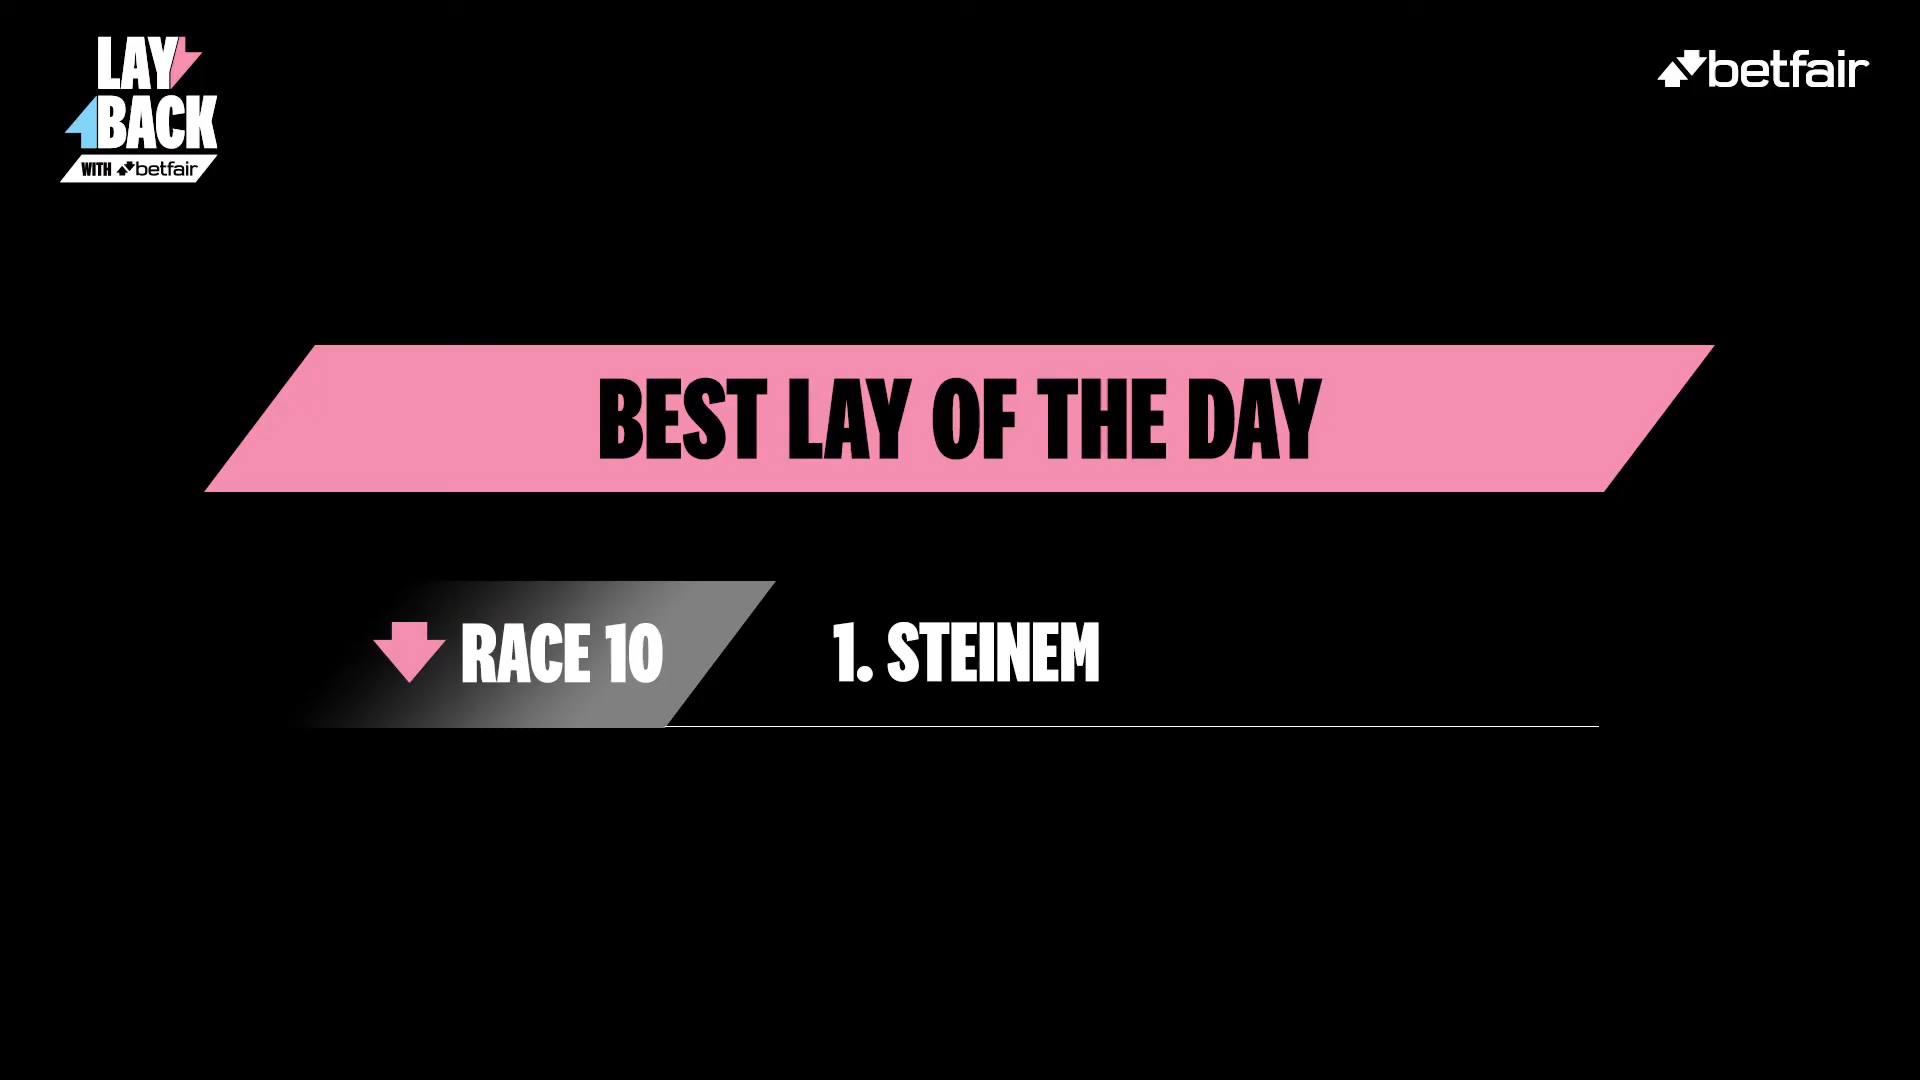 LAY
BACK
WITH betfair
betfair
BEST LAY OF THE DAY
RACE 10
1. STEINEM